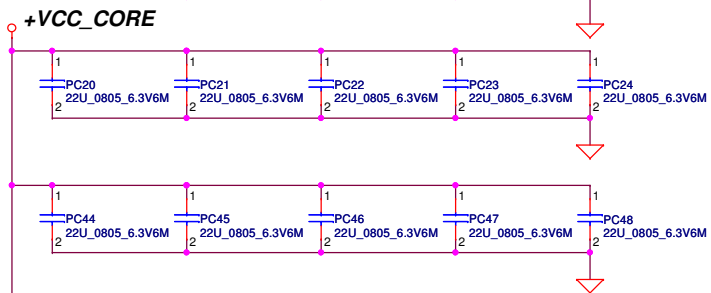 +VCC_CORE
1 1 1 1 1
PC20 PC21 PC22 PC23 PC24
22U_0805_6.3V6M 22U_0805_6.3V6M 22U_0805_6.3V6M 22U_0805_6.3V6M 22U_0805_6.3V6M
2 2 2 2 2
1 1 1 1 1
PC44 PC45 PC46 PC47 PC48
22U_0805_6.3V6M 22U_0805_6.3V6M 22U_0805_6.3V6M 22U_0805_6.3V6M 22U_0805_6.3V6M
2 2 2 2 2